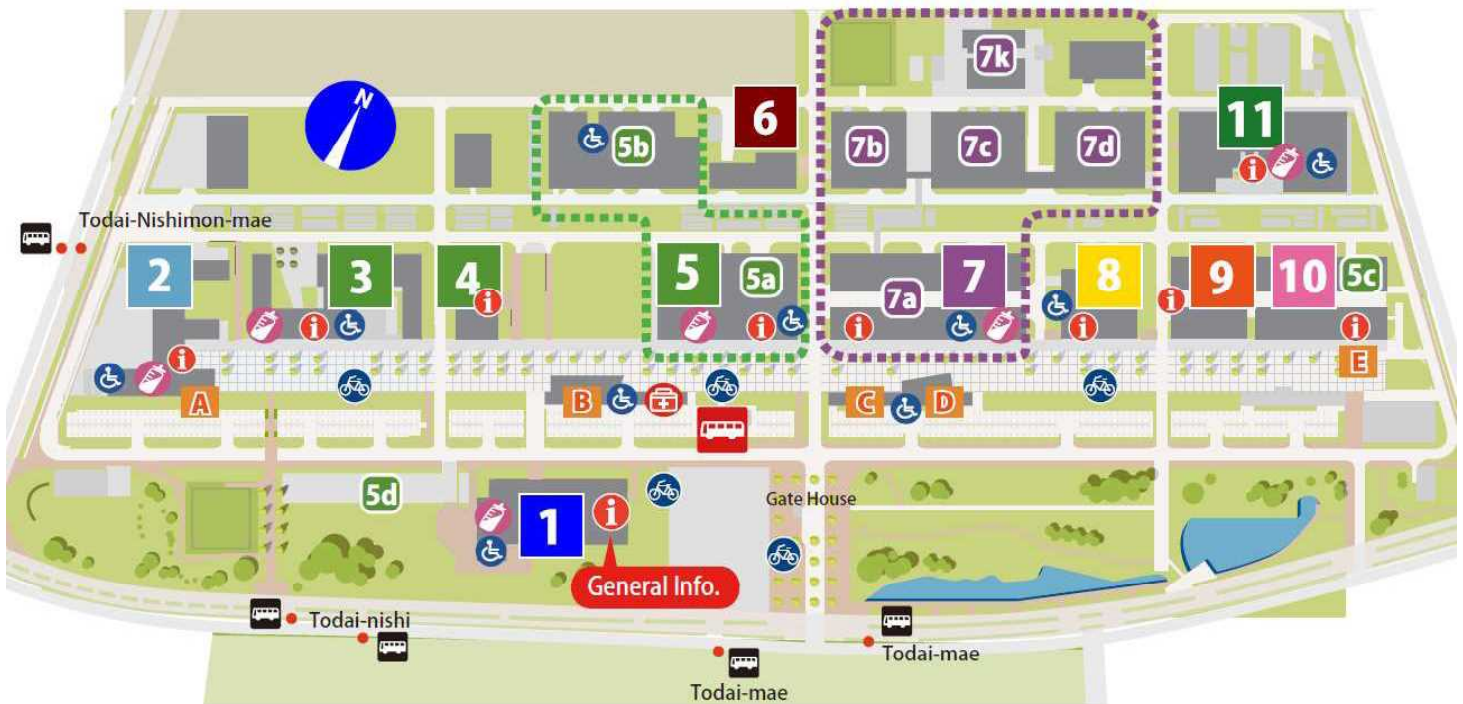 7k
N
6
11
5b
7b
7c
7d
i
Todai-Nishimon-mae
2
3
4
5
5a
7
7a
8
9
10
5c
i
i
i
i
i
i
i
i
i
E
A
B
C
D
5d
Gate House
1
i
General Info.
Todai-nishi
Todai-mae
Todai-mae